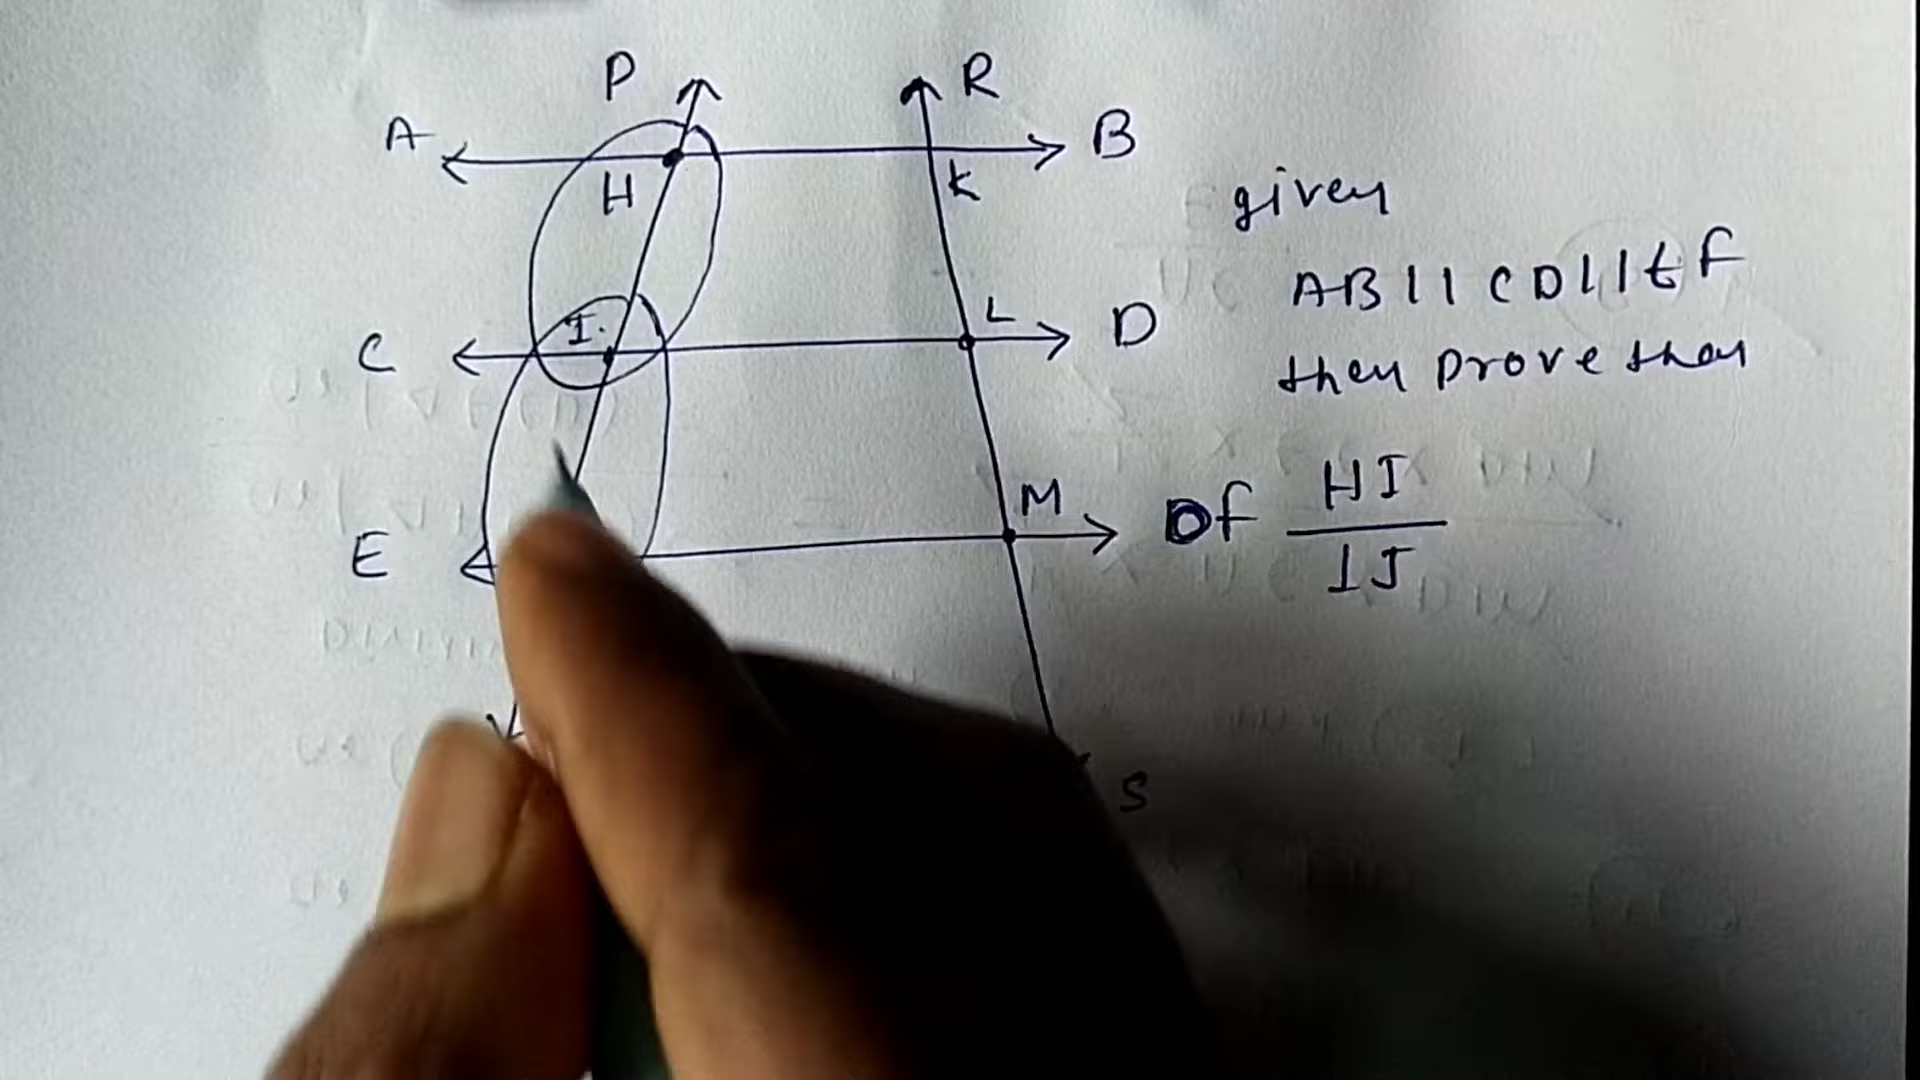 P
R
A
B
H
K
given
AB || CD || EF
I
L
C
D
then prove that
M
E
OF
HI
IJ
S